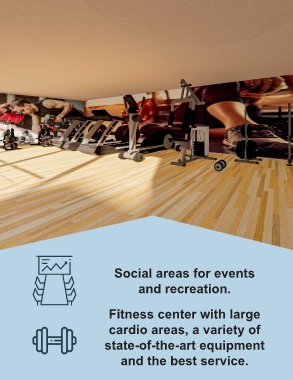 Social areas for events
and recreation.
Fitness center with large
cardio areas, a variety of
state-of-the-art equipment
and the best service.